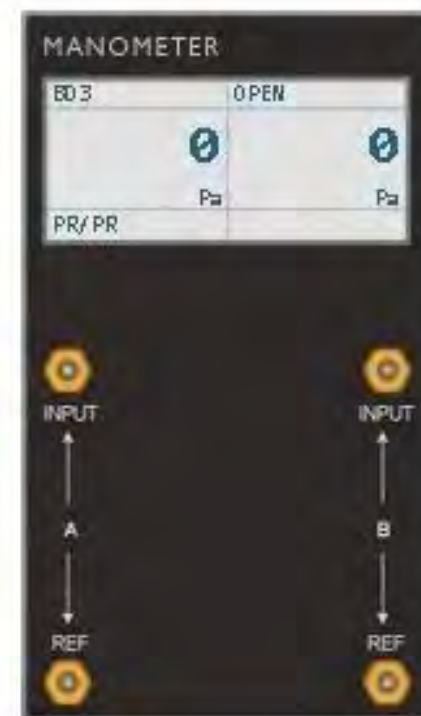 MANOMETER
BD3 OPEN
0 0
Pa Pa
PR/PR
INPUT INPUT
A B
REF REF